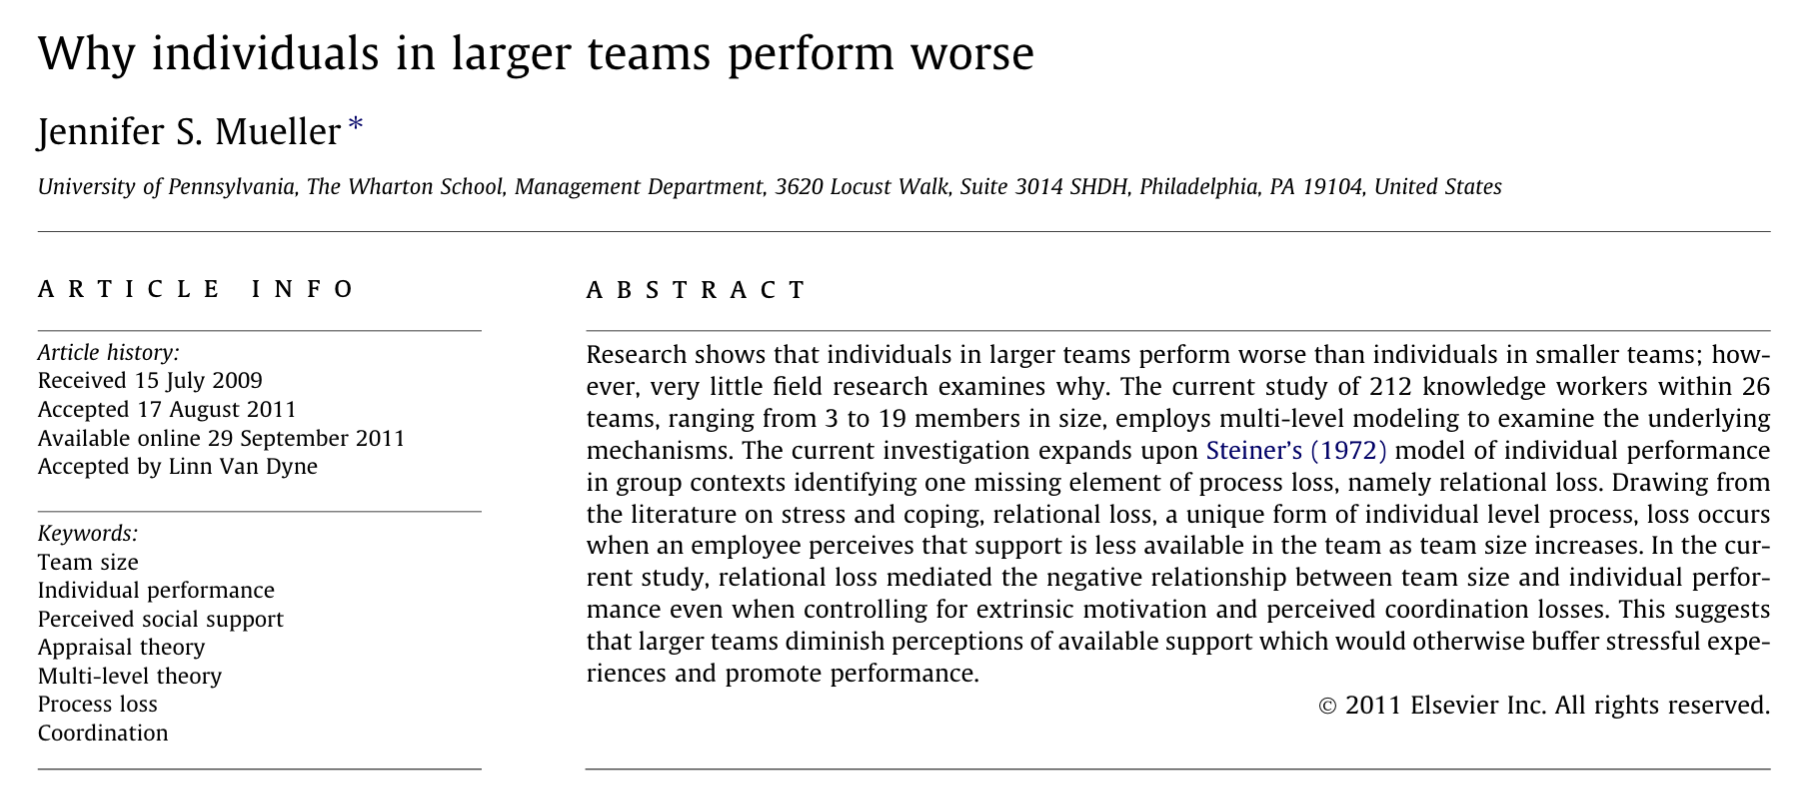 Why individuals in larger teams perform worse
Jennifer S. Mueller *
University of Pennsylvania, The Wharton School, Management Department, 3620 Locust Walk, Suite 3014 SHDH, Philadelphia, PA 19104, United States
ARTICLE INFO
Article history:
Received 15 July 2009
Accepted 17 August 2011
Available online 29 September 2011
Accepted by Linn Van Dyne
Keywords:
Team size
Individual performance
Perceived social support
Appraisal theory
Multi-level theory
Process loss
Coordination
ABSTRACT
Research shows that individuals in larger teams perform worse than individuals in smaller teams; how-
ever, very little field research examines why. The current study of 212 knowledge workers within 26
teams, ranging from 3 to 19 members in size, employs multi-level modeling to examine the underlying
mechanisms. The current investigation expands upon Steiner's (1972) model of individual performance
in group contexts identifying one missing element of process loss, namely relational loss. Drawing from
the literature on stress and coping, relational loss, a unique form of individual level process, loss occurs
when an employee perceives that support is less available in the team as team size increases. In the cur-
rent study, relational loss mediated the negative relationship between team size and individual perfor-
mance even when controlling for extrinsic motivation and perceived coordination losses. This suggests
that larger teams diminish perceptions of available support which would otherwise buffer stressful expe-
riences and promote performance.
© 2011 Elsevier Inc. All rights reserved.